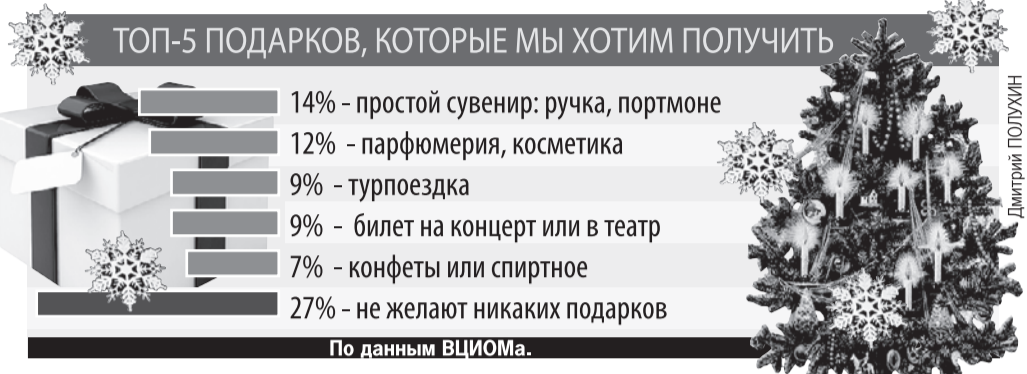 ТОП-5 ПОДАРКОВ, КОТОРЫЕ МЫ ХОТИМ ПОЛУЧИТЬ
14% - простой сувенир: ручка, портмоне
12% - парфюмерия, косметика
9% - турпоездка
9% - билет на концерт или в театр
7% - конфеты или спиртное
27% - не желают никаких подарков
По данным ВЦИОМа.
Дмитрий ПОЛУХИН